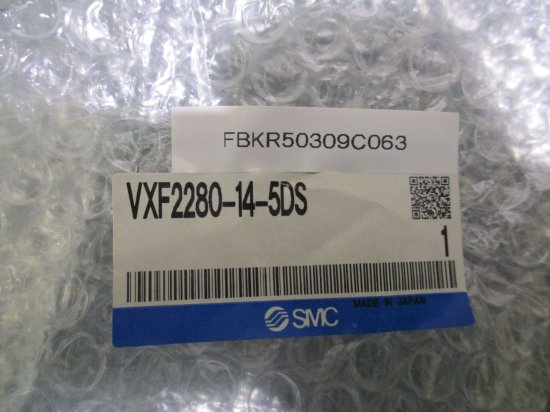 FBKR50309C063
VXF2280-14-5DS
1
MADE IN JAPAN
SMC